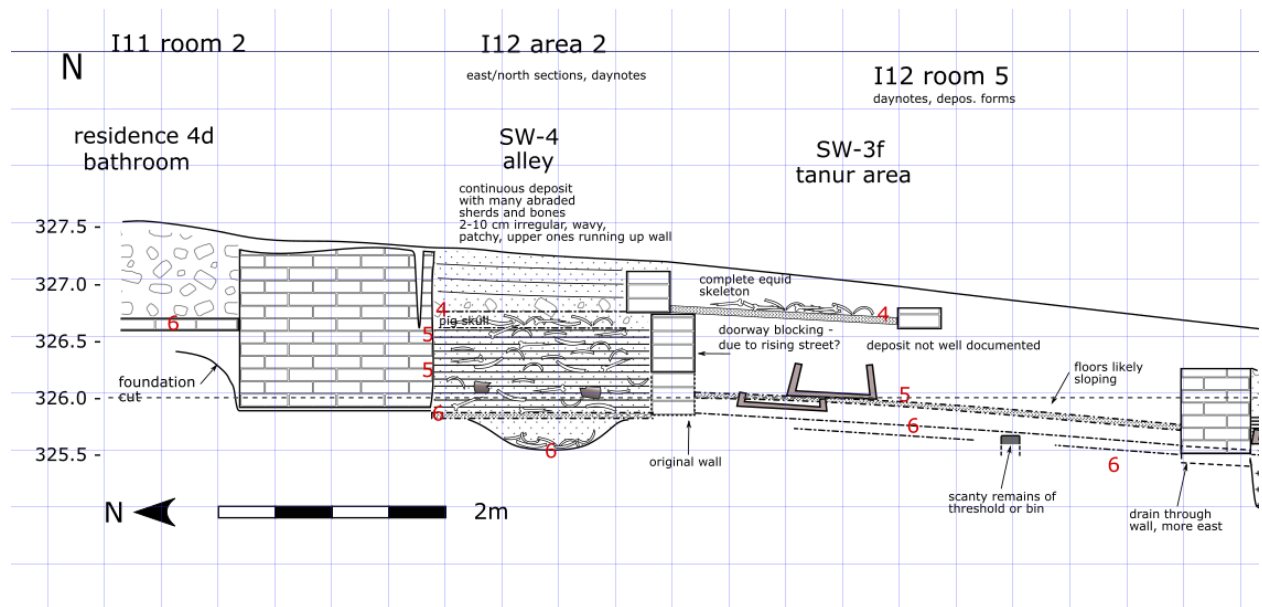 I11 room 2
N
residence 4d
bathroom
I12 area 2
east/north sections, daynotes
SW-4
alley
continuous deposit
with many abraded
sherds and bones
2-10 cm irregular, wavy,
patchy, upper ones running up wall
I12 room 5
daynotes, depos. forms
SW-3f
tanur area
327.5 -
327.0 -
326.5 -
326.0 -
325.5 -
6
foundation
cut
4
pig skull
5
5
6
6
complete equid
skeleton
4
doorway blocking -
due to rising street?
deposit not well documented
floors likely
sloping
5
6
6
original wall
scanty remains of
threshold or bin
drain through
wall, more east
N
2m